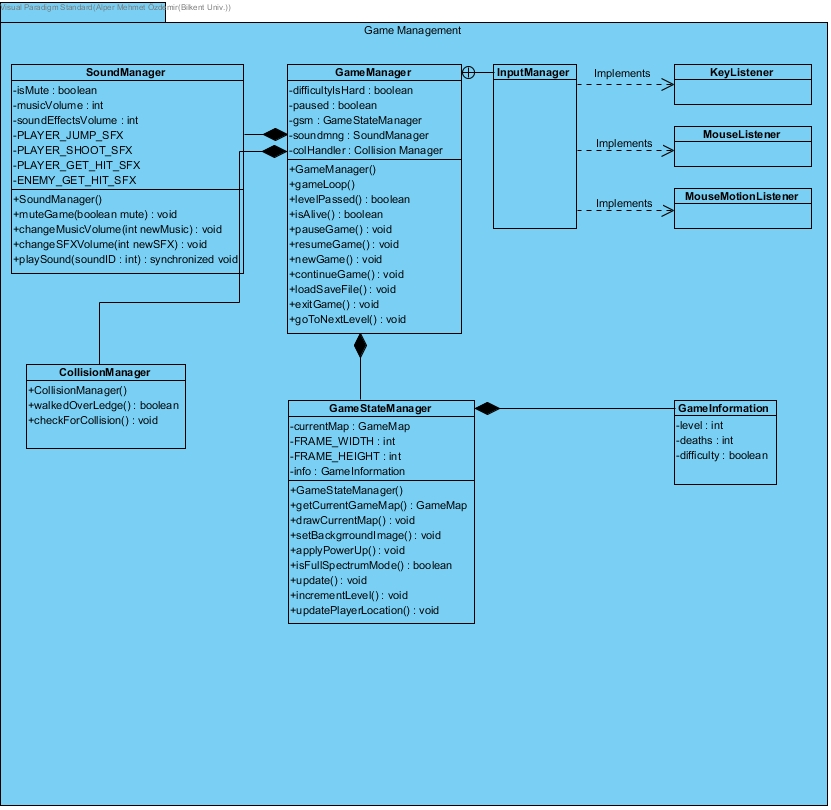 Visual Paradigm Standard(Alper Mehmet Özdemir(Bilkent Univ.))
Game Management
SoundManager
-isMute : boolean
-musicVolume : int
-soundEffectsVolume : int
-PLAYER_JUMP_SFX
-PLAYER_SHOOT_SFX
-PLAYER_GET_HIT_SFX
-ENEMY_GET_HIT_SFX
+SoundManager()
+muteGame(boolean mute) : void
+changeMusicVolume(int newMusic) : void
+changeSFXVolume(int newSFX) : void
+playSound(soundID : int) : synchronized void
GameManager
-difficultyIsHard : boolean
-paused : boolean
-gsm : GameStateManager
-soundmng : SoundManager
-colHandler : Collision Manager
+GameManager()
+gameLoop()
+levelPassed() : boolean
+isAlive() : boolean
+pauseGame() : void
+resumeGame() : void
+newGame() : void
+continueGame() : void
+loadSaveFile() : void
+exitGame() : void
+goToNextLevel() : void
InputManager
Implements
KeyListener
Implements
MouseListener
Implements
MouseMotionListener
CollisionManager
+CollisionManager()
+walkedOverLedge() : boolean
+checkForCollision() : void
GameStateManager
-currentMap : GameMap
-FRAME_WIDTH : int
-FRAME_HEIGHT : int
-info : GameInformation
+GameStateManager()
+getCurrentGameMap() : GameMap
+drawCurrentMap() : void
+setBackgrroundImage() : void
+applyPowerUp() : void
+isFullSpectrumMode() : boolean
+update() : void
+incrementLevel() : void
+updatePlayerLocation() : void
GameInformation
-level : int
-deaths : int
-difficulty : boolean